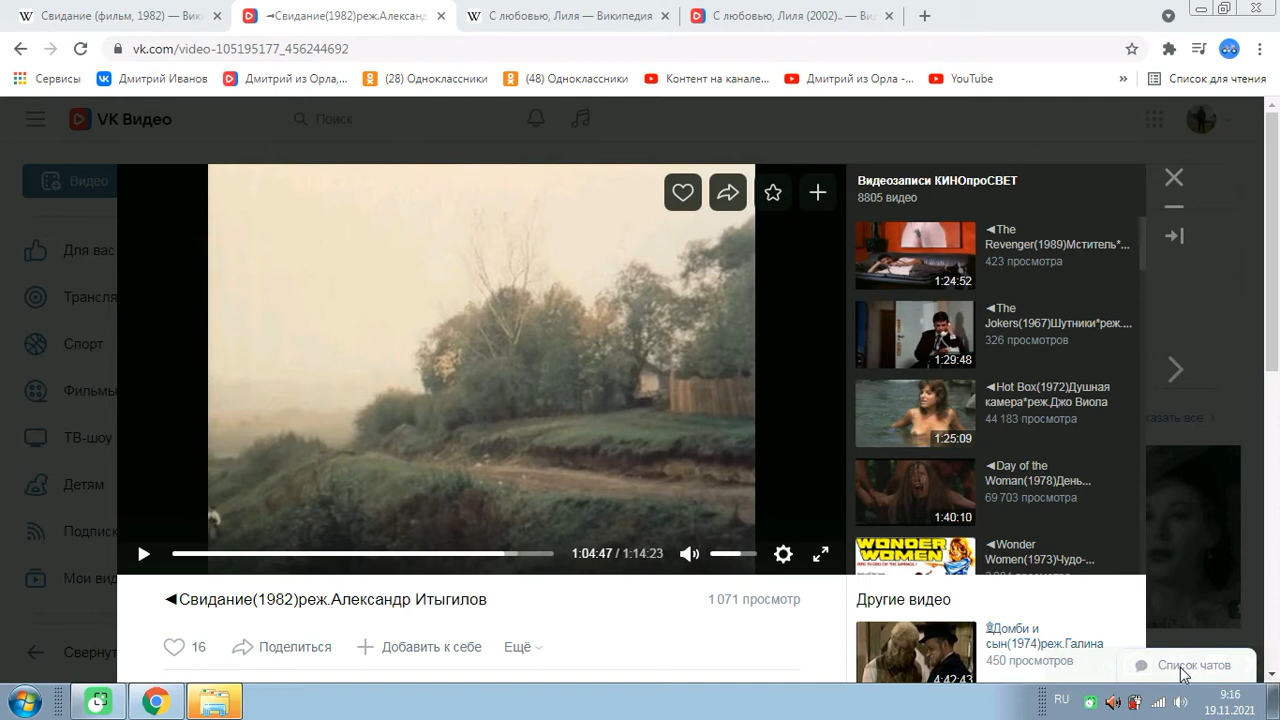 Свидание (фильм, 1982) — Вики
◄Свидание(1982)реж.Александ
С любовью, Лиля — Википедия
С любовью, Лиля (2002).. — Ви
vk.com/video-105195177_456244692
Сервисы
Дмитрий Иванов
Дмитрий из Орла,...
(28) Одноклассники
(48) Одноклассники
Контент на канале...
Дмитрий из Орла -...
YouTube
»
Список для чтения
VK Видео
Поиск
Видео
Для вас
Трансля
Спорт
Фильмы
ТВ-шоу
Детям
Подписк
Мои вид
Свернут
Видеозаписи КИНОпроСВЕТ
8805 видео
◄The
Revenger(1989)Мститель*...
423 просмотра
1:24:52
◄The
Jokers(1967)Шутники*реж....
326 просмотров
1:29:48
◄Hot Box(1972)Душная
камера*реж.Джо Виола
44 183 просмотра
1:25:09
◄Day of the
Woman(1978)День...
69 703 просмотра
1:40:10
WONDER
WOMEN
◄Wonder
Women(1973)Чудо-...
казать все
1:04:47 / 1:14:23
◄Свидание(1982)реж.Александр Итыгилов
1 071 просмотр
16
Поделиться
Добавить к себе
Ещё
Другие видео
Домби и
сын(1974)реж.Галина
450 просмотров
4:42:43
Список чатов
RU
9:16
19.11.2021